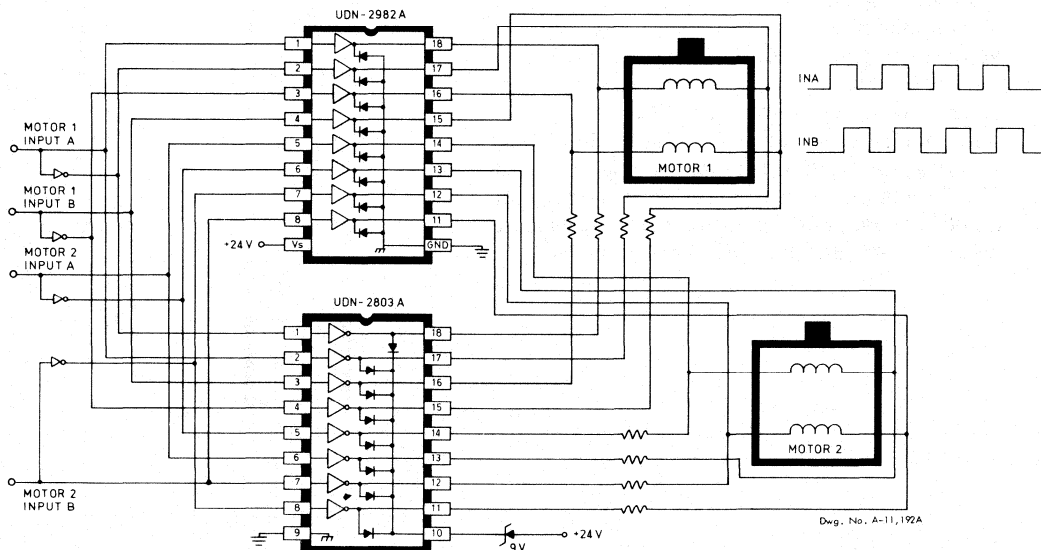 UDN-2982A
1
2
3
4
5
6
7
8
Vs
+24 V
18
17
16
15
14
13
12
11
GND
MOTOR 1
INPUT A
MOTOR 1
INPUT B
MOTOR 2
INPUT A
MOTOR 2
INPUT B
MOTOR 1
INA
INB
UDN-2803A
1
2
3
4
5
6
7
8
9
18
17
16
15
14
13
12
11
10
9V
+24 V
MOTOR 2
Dwg. No. A-11,192A